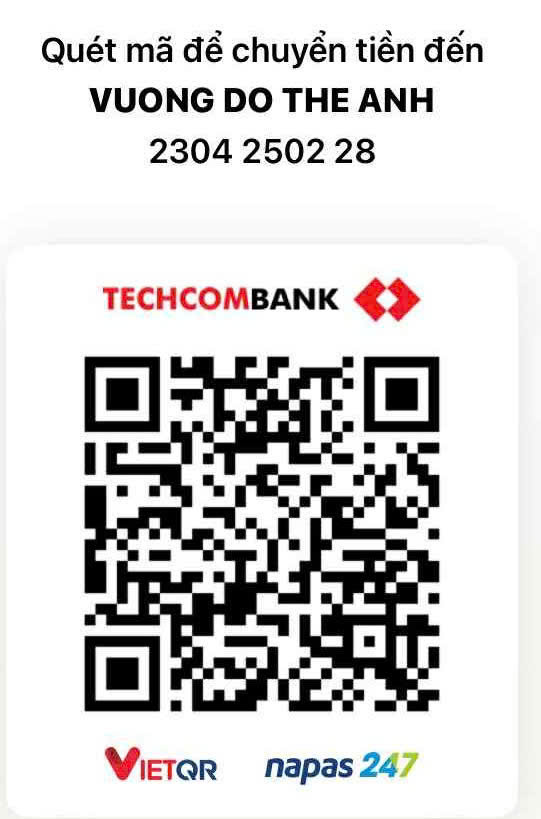 Quét mã để chuyển tiền đến
VUONG DO THE ANH
2304 2502 28
TECHCOMBANK
VIETQR napas 247